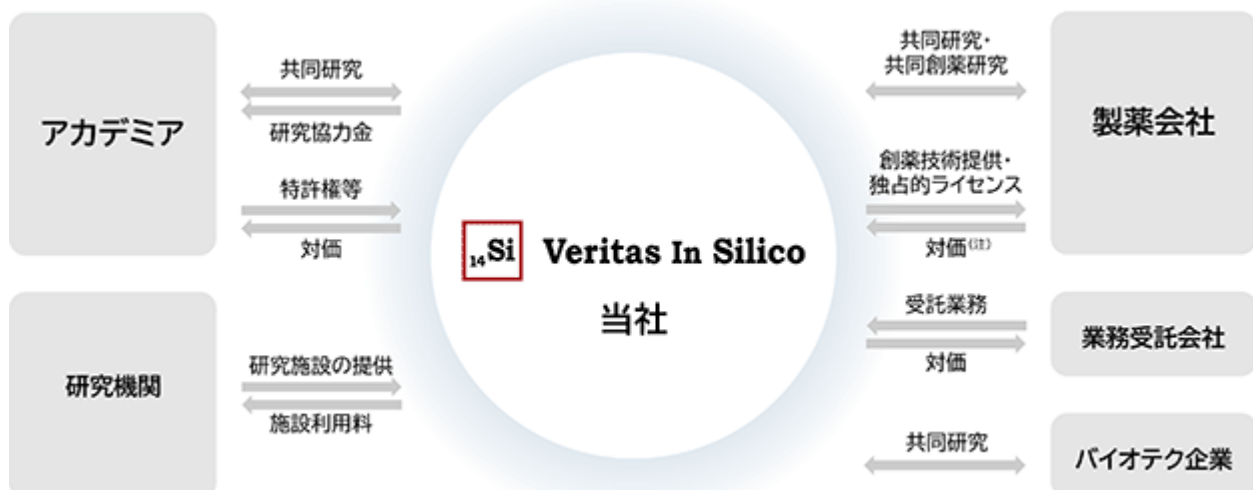 アカデミア
共同研究
研究協力金
特許権等
対価
研究機関
研究施設の提供
施設利用料
14Si Veritas In Silico
当社
共同研究・
共同創薬研究
製薬会社
創薬技術提供・
独占的ライセンス
対価(注)
受託業務
対価
業務受託会社
共同研究
バイオテク企業